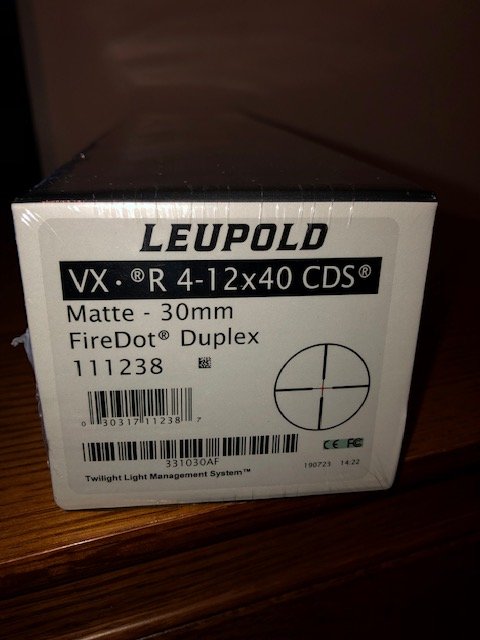 LEUPOLD
VX·®R 4-12x40 CDS®
Matte - 30mm
FireDot® Duplex
111238
0 30317 11238 7
331030AF
CE FC
190723 14:22
Twilight Light Management System™